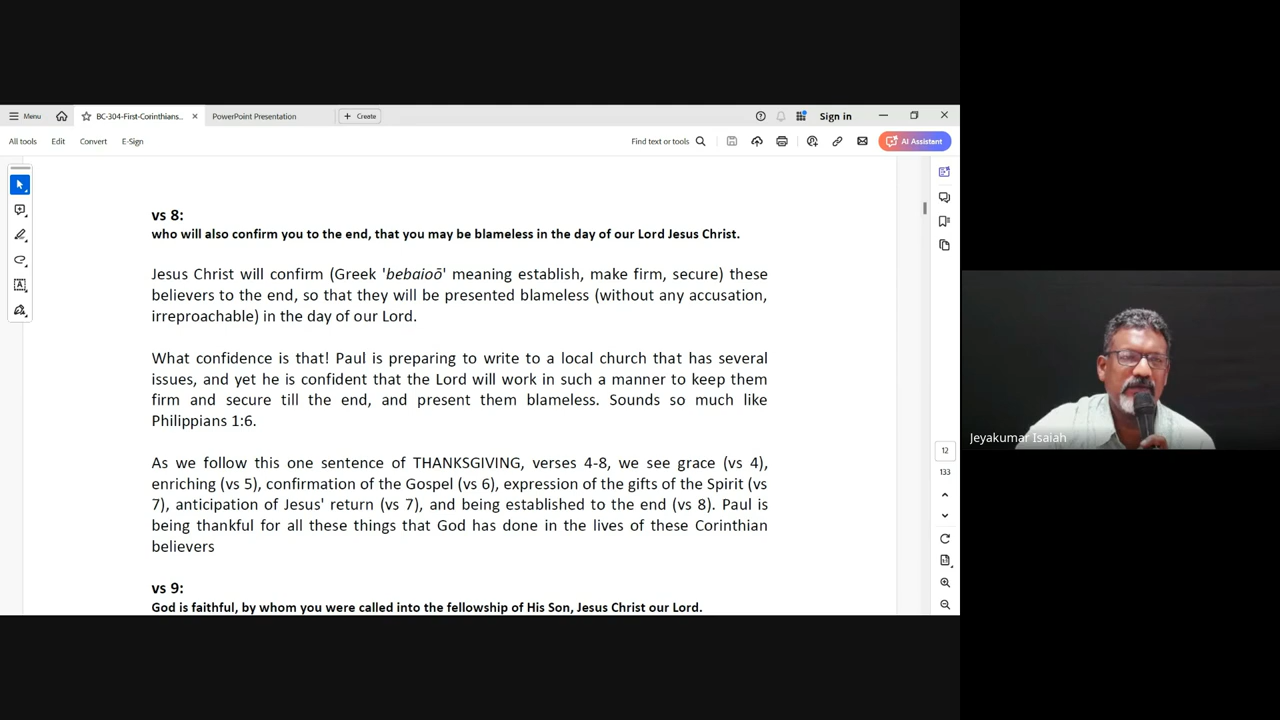 Menu
BC-304-First-Corinthians...
PowerPoint Presentation
Create
Sign in
All tools
Edit
Convert
E-Sign
Find text or tools
AI Assistant
vs 8:
who will also confirm you to the end, that you may be blameless in the day of our Lord Jesus Christ.
Jesus Christ will confirm (Greek 'bebaioō' meaning establish, make firm, secure) these
believers to the end, so that they will be presented blameless (without any accusation,
irreproachable) in the day of our Lord.
What confidence is that! Paul is preparing to write to a local church that has several
issues, and yet he is confident that the Lord will work in such a manner to keep them
firm and secure till the end, and present them blameless. Sounds so much like
Philippians 1:6.
As we follow this one sentence of THANKSGIVING, verses 4-8, we see grace (vs 4),
enriching (vs 5), confirmation of the Gospel (vs 6), expression of the gifts of the Spirit (vs
7), anticipation of Jesus' return (vs 7), and being established to the end (vs 8). Paul is
being thankful for all these things that God has done in the lives of these Corinthian
believers
vs 9:
God is faithful, by whom you were called into the fellowship of His Son, Jesus Christ our Lord.
12
133
Jeyakumar Isaiah